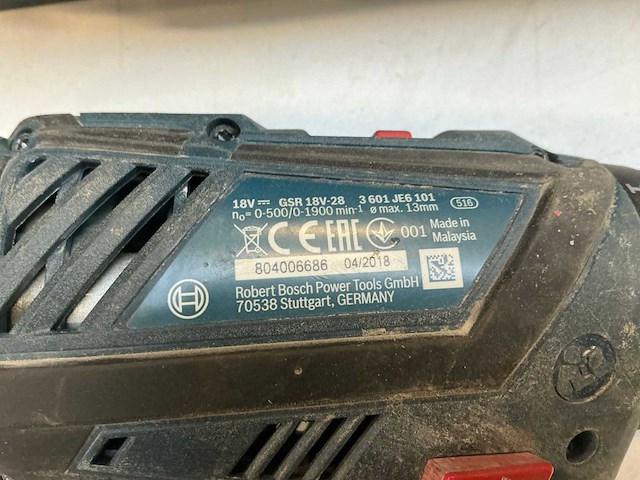 18V⎓ GSR 18V-28 3 601 JE6 101 516
n₀= 0-500/0-1900 min⁻¹ ø max. 13mm
CE EAC 001 Made in
Malaysia
804006686 04/2018
Robert Bosch Power Tools GmbH
70538 Stuttgart, GERMANY